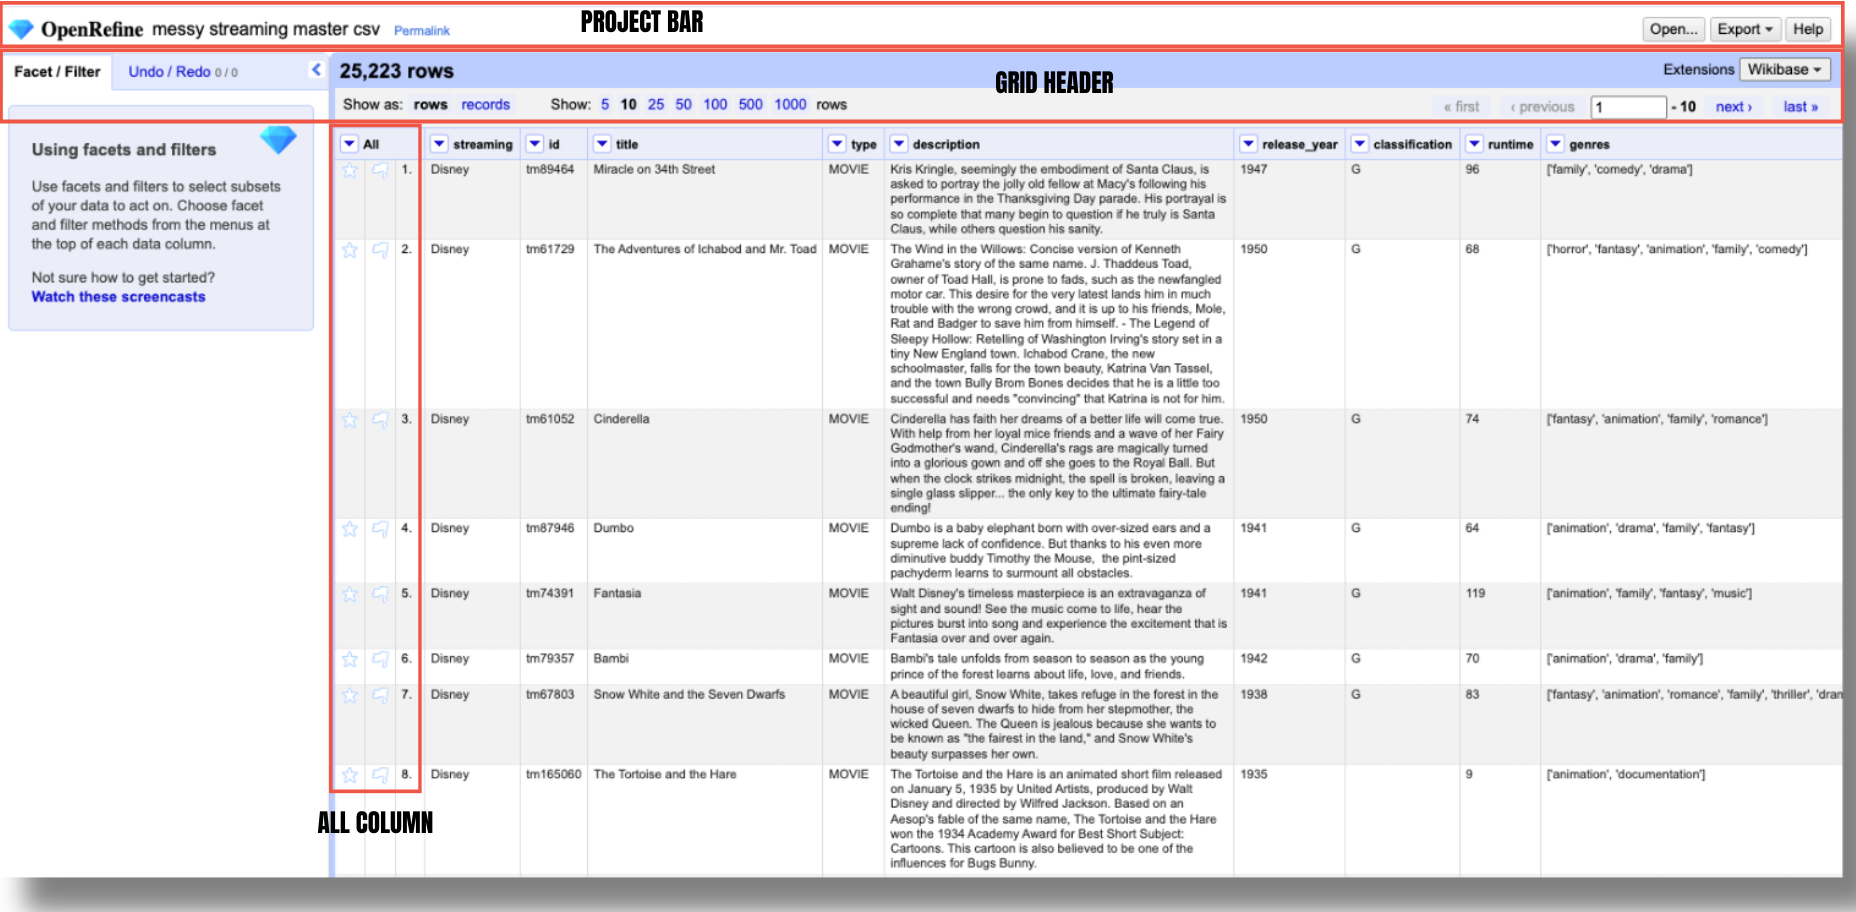 PROJECT BAR
OpenRefine messy streaming master csv Permalink
Open... Export Help
Facet / Filter Undo / Redo 0 / 0
25,223 rows
GRID HEADER
Extensions Wikibase
Show as: rows records Show: 5 10 25 50 100 500 1000 rows
« first ‹ previous 1 - 10 next › last »
Using facets and filters
Use facets and filters to select subsets
of your data to act on. Choose facet
and filter methods from the menus at
the top of each data column.
Not sure how to get started?
Watch these screencasts
All streaming id title type description release_year classification runtime genres
1. Disney tm89464 Miracle on 34th Street MOVIE Kris Kringle, seemingly the embodiment of Santa Claus, is 1947 G 96 ['family', 'comedy', 'drama']
asked to portray the jolly old fellow at Macy's following his
performance in the Thanksgiving Day parade. His portrayal is
so complete that many begin to question if he truly is Santa
Claus, while others question his sanity.
2. Disney tm61729 The Adventures of Ichabod and Mr. Toad MOVIE The Wind in the Willows: Concise version of Kenneth 1950 G 68 ['horror', 'fantasy', 'animation', 'family', 'comedy']
Grahame's story of the same name. J. Thaddeus Toad,
owner of Toad Hall, is prone to fads, such as the newfangled
motor car. This desire for the very latest lands him in much
trouble with the wrong crowd, and it is up to his friends, Mole,
Rat and Badger to save him from himself. - The Legend of
Sleepy Hollow: Retelling of Washington Irving's story set in a
tiny New England town. Ichabod Crane, the new
schoolmaster, falls for the town beauty, Katrina Van Tassel,
and the town Bully Brom Bones decides that he is a little too
successful and needs "convincing" that Katrina is not for him.
3. Disney tm61052 Cinderella MOVIE Cinderella has faith her dreams of a better life will come true. 1950 G 74 ['fantasy', 'animation', 'family', 'romance']
With help from her loyal mice friends and a wave of her Fairy
Godmother's wand, Cinderella's rags are magically turned
into a glorious gown and off she goes to the Royal Ball. But
when the clock strikes midnight, the spell is broken, leaving a
single glass slipper... the only key to the ultimate fairy-tale
ending!
4. Disney tm87946 Dumbo MOVIE Dumbo is a baby elephant born with over-sized ears and a 1941 G 64 ['animation', 'drama', 'family', 'fantasy']
supreme lack of confidence. But thanks to his even more
diminutive buddy Timothy the Mouse, the pint-sized
pachyderm learns to surmount all obstacles.
5. Disney tm74391 Fantasia MOVIE Walt Disney's timeless masterpiece is an extravaganza of 1941 G 119 ['animation', 'family', 'fantasy', 'music']
sight and sound! See the music come to life, hear the
pictures burst into song and experience the excitement that is
Fantasia over and over again.
6. Disney tm79357 Bambi MOVIE Bambi's tale unfolds from season to season as the young 1942 G 70 ['animation', 'drama', 'family']
prince of the forest learns about life, love, and friends.
7. Disney tm67803 Snow White and the Seven Dwarfs MOVIE A beautiful girl, Snow White, takes refuge in the forest in the 1938 G 83 ['fantasy', 'animation', 'romance', 'family', 'thriller', 'dran
house of seven dwarfs to hide from her stepmother, the
wicked Queen. The Queen is jealous because she wants to
be known as "the fairest in the land," and Snow White's
beauty surpasses her own.
8. Disney tm165060 The Tortoise and the Hare MOVIE The Tortoise and the Hare is an animated short film released 1935 9 ['animation', 'documentation']
on January 5, 1935 by United Artists, produced by Walt
Disney and directed by Wilfred Jackson. Based on an
Aesop's fable of the same name, The Tortoise and the Hare
won the 1934 Academy Award for Best Short Subject:
Cartoons. This cartoon is also believed to be one of the
influences for Bugs Bunny.
ALL COLUMN